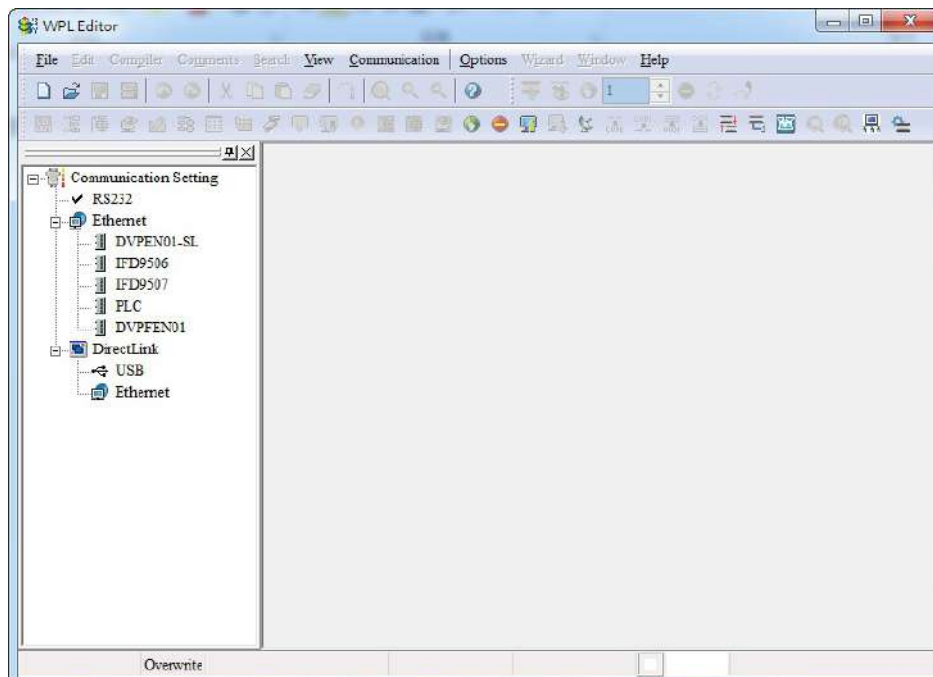 WPL Editor
File Edit Compiler Comments Search View Communication Options Wizard Window Help
1
Communication Setting
RS232
Ethernet
DVPEN01-SL
IFD9506
IFD9507
PLC
DVPFEN01
DirectLink
USB
Ethernet
Overwrite